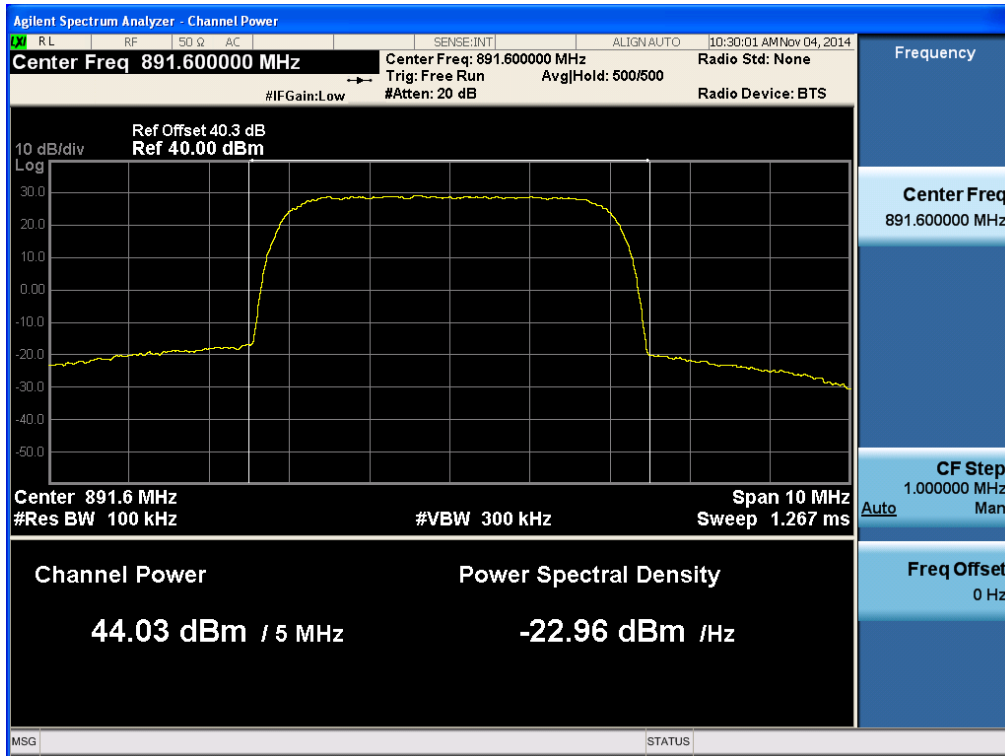 Agilent Spectrum Analyzer - Channel Power
LXI RL RF 50 Ω AC SENSE:INT ALIGN AUTO 10:30:01 AM Nov 04, 2014
Center Freq 891.600000 MHz
Center Freq: 891.600000 MHz Radio Std: None
Trig: Free Run Avg|Hold: 500/500
#IFGain:Low #Atten: 20 dB Radio Device: BTS
Ref Offset 40.3 dB
10 dB/div Ref 40.00 dBm
Log
30.0
20.0
10.0
0.00
-10.0
-20.0
-30.0
-40.0
-50.0
Center 891.6 MHz Span 10 MHz
#Res BW 100 kHz #VBW 300 kHz Sweep 1.267 ms
Channel Power Power Spectral Density
44.03 dBm / 5 MHz -22.96 dBm /Hz
MSG STATUS
Frequency
Center Freq
891.600000 MHz
CF Step
1.000000 MHz
Auto Man
Freq Offset
0 Hz